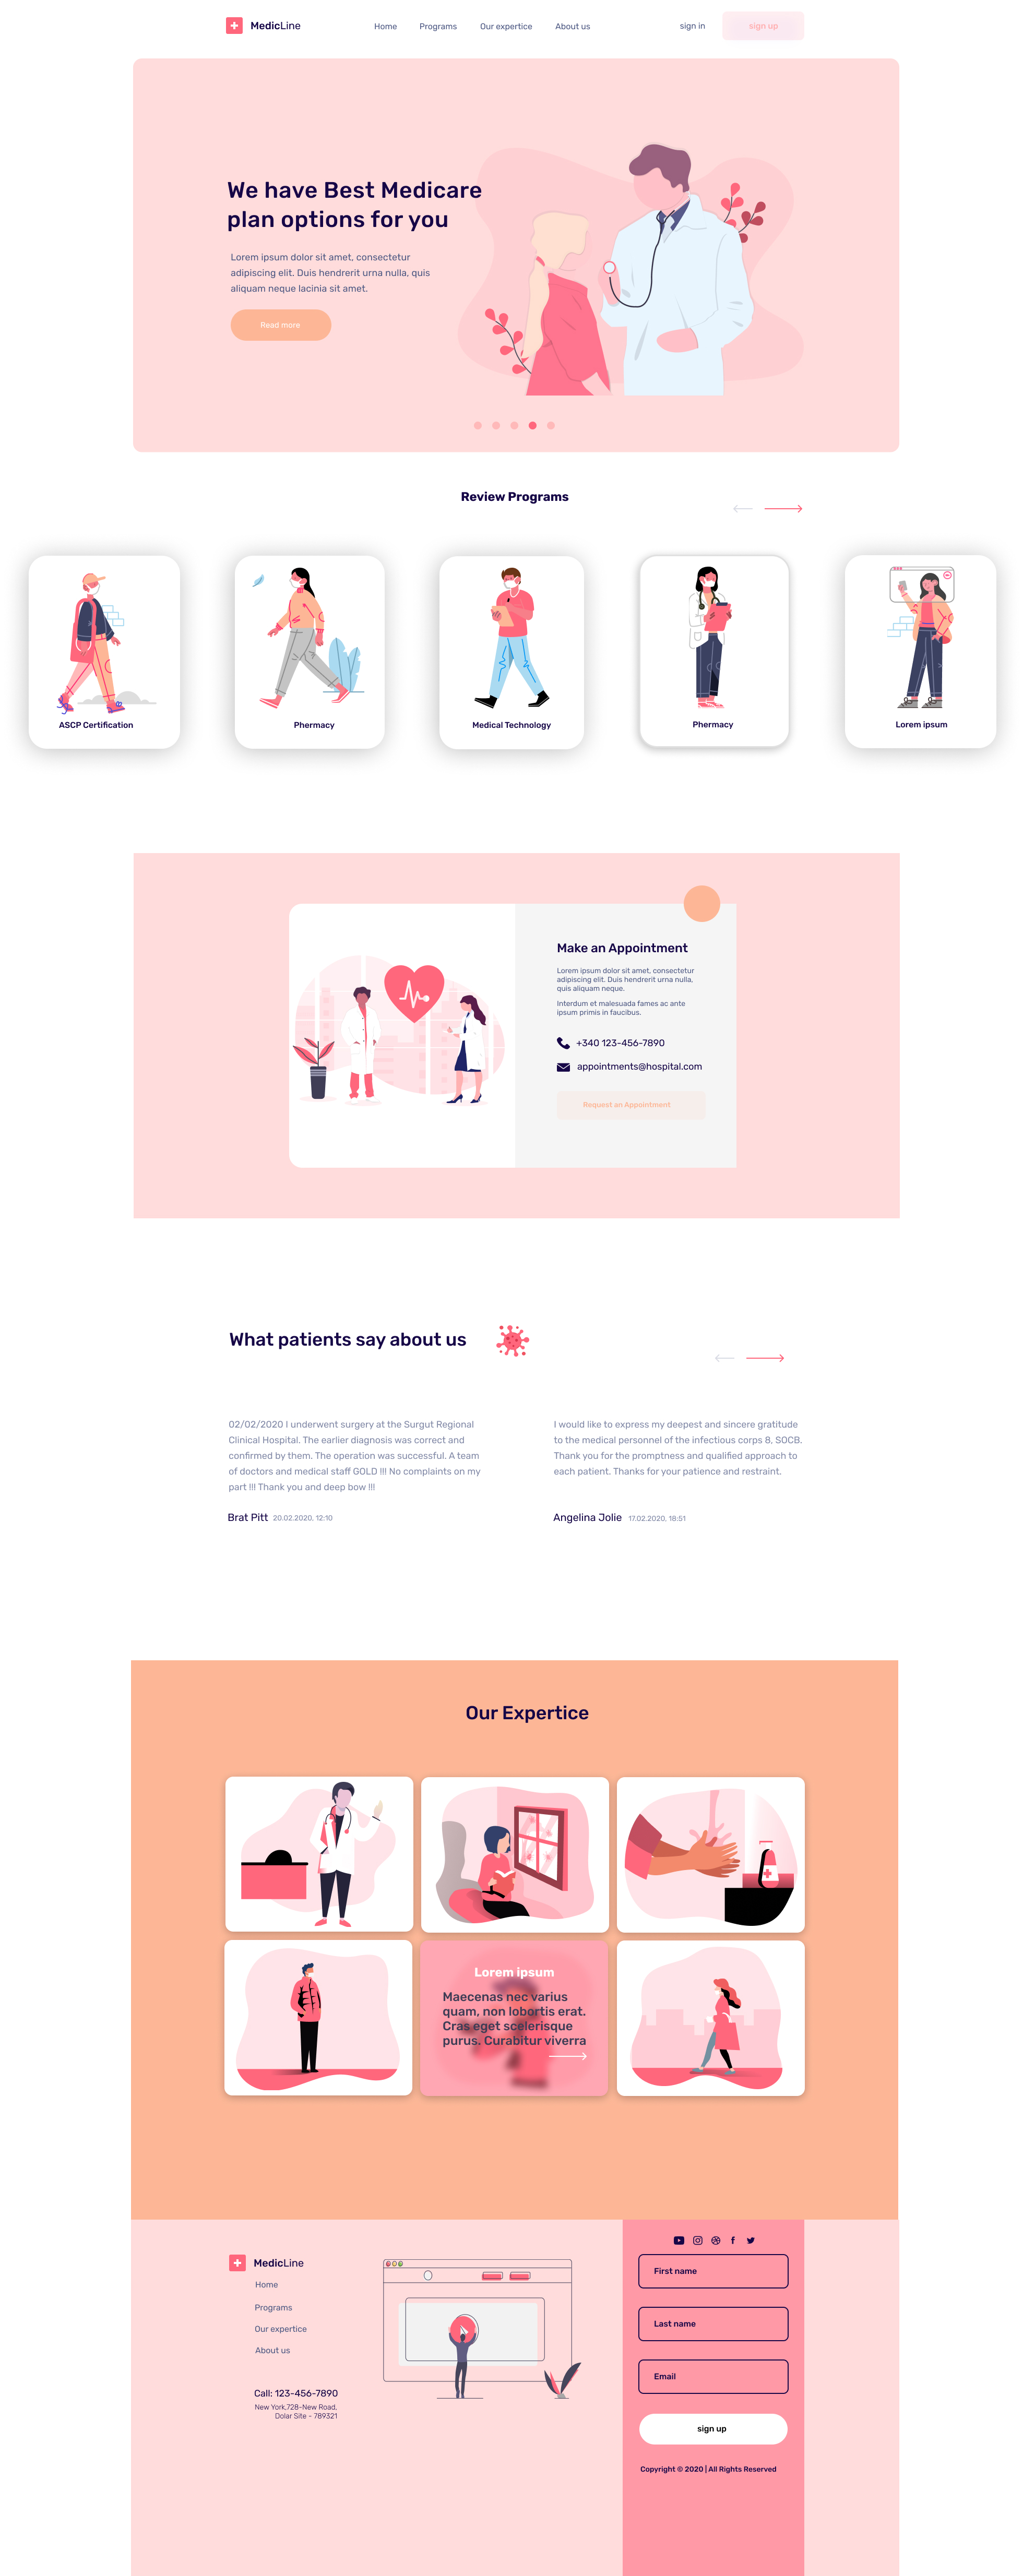 MedicLine
Home
Programs
Our expertice
About us
sign in
sign up
We have Best Medicare
plan options for you
Lorem ipsum dolor sit amet, consectetur
adipiscing elit. Duis hendrerit urna nulla, quis
aliquam neque lacinia sit amet.
Read more
Review Programs
ASCP Certification
Phermacy
Medical Technology
Phermacy
Lorem ipsum
Make an Appointment
Lorem ipsum dolor sit amet, consectetur
adipiscing elit. Duis hendrerit urna nulla,
quis aliquam neque.
Interdum et malesuada fames ac ante
ipsum primis in faucibus.
+340 123-456-7890
appointments@hospital.com
Request an Appointment
What patients say about us
02/02/2020 I underwent surgery at the Surgut Regional
Clinical Hospital. The earlier diagnosis was correct and
confirmed by them. The operation was successful. A team
of doctors and medical staff GOLD !!! No complaints on my
part !!! Thank you and deep bow !!!
Brat Pitt 20.02.2020, 12:10
I would like to express my deepest and sincere gratitude
to the medical personnel of the infectious corps 8, SOCB.
Thank you for the promptness and qualified approach to
each patient. Thanks for your patience and restraint.
Angelina Jolie 17.02.2020, 18:51
Our Expertice
Lorem ipsum
Maecenas nec varius
quam, non lobortis erat.
Cras eget scelerisque
purus. Curabitur viverra
MedicLine
Home
Programs
Our expertice
About us
Call: 123-456-7890
New York,728-New Road,
Dolar Site - 789321
First name
Last name
Email
sign up
Copyright © 2020 | All Rights Reserved